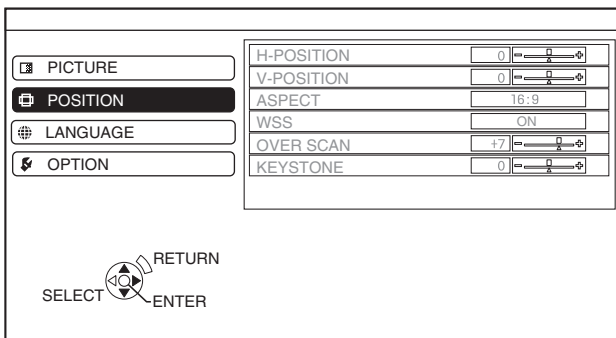 PICTURE
POSITION
LANGUAGE
OPTION
H-POSITION 0
V-POSITION 0
ASPECT 16:9
WSS ON
OVER SCAN +7
KEYSTONE 0
RETURN
SELECT
ENTER